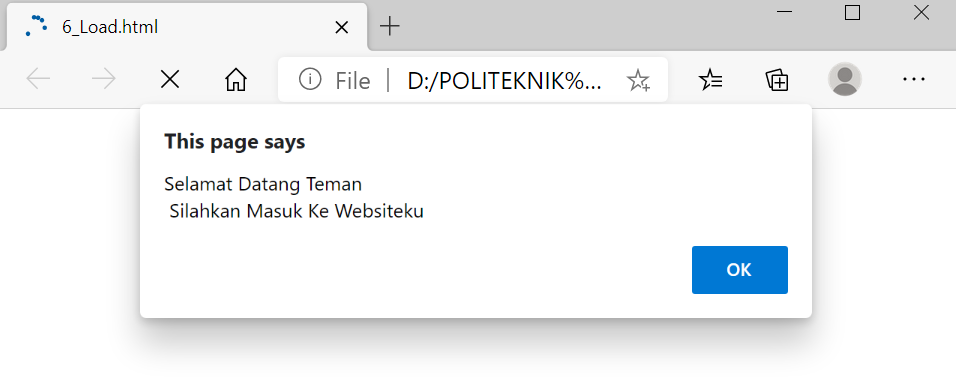 6_Load.html
File | D:/POLITEKNIK%...
This page says
Selamat Datang Teman
Silahkan Masuk Ke Websiteku
OK